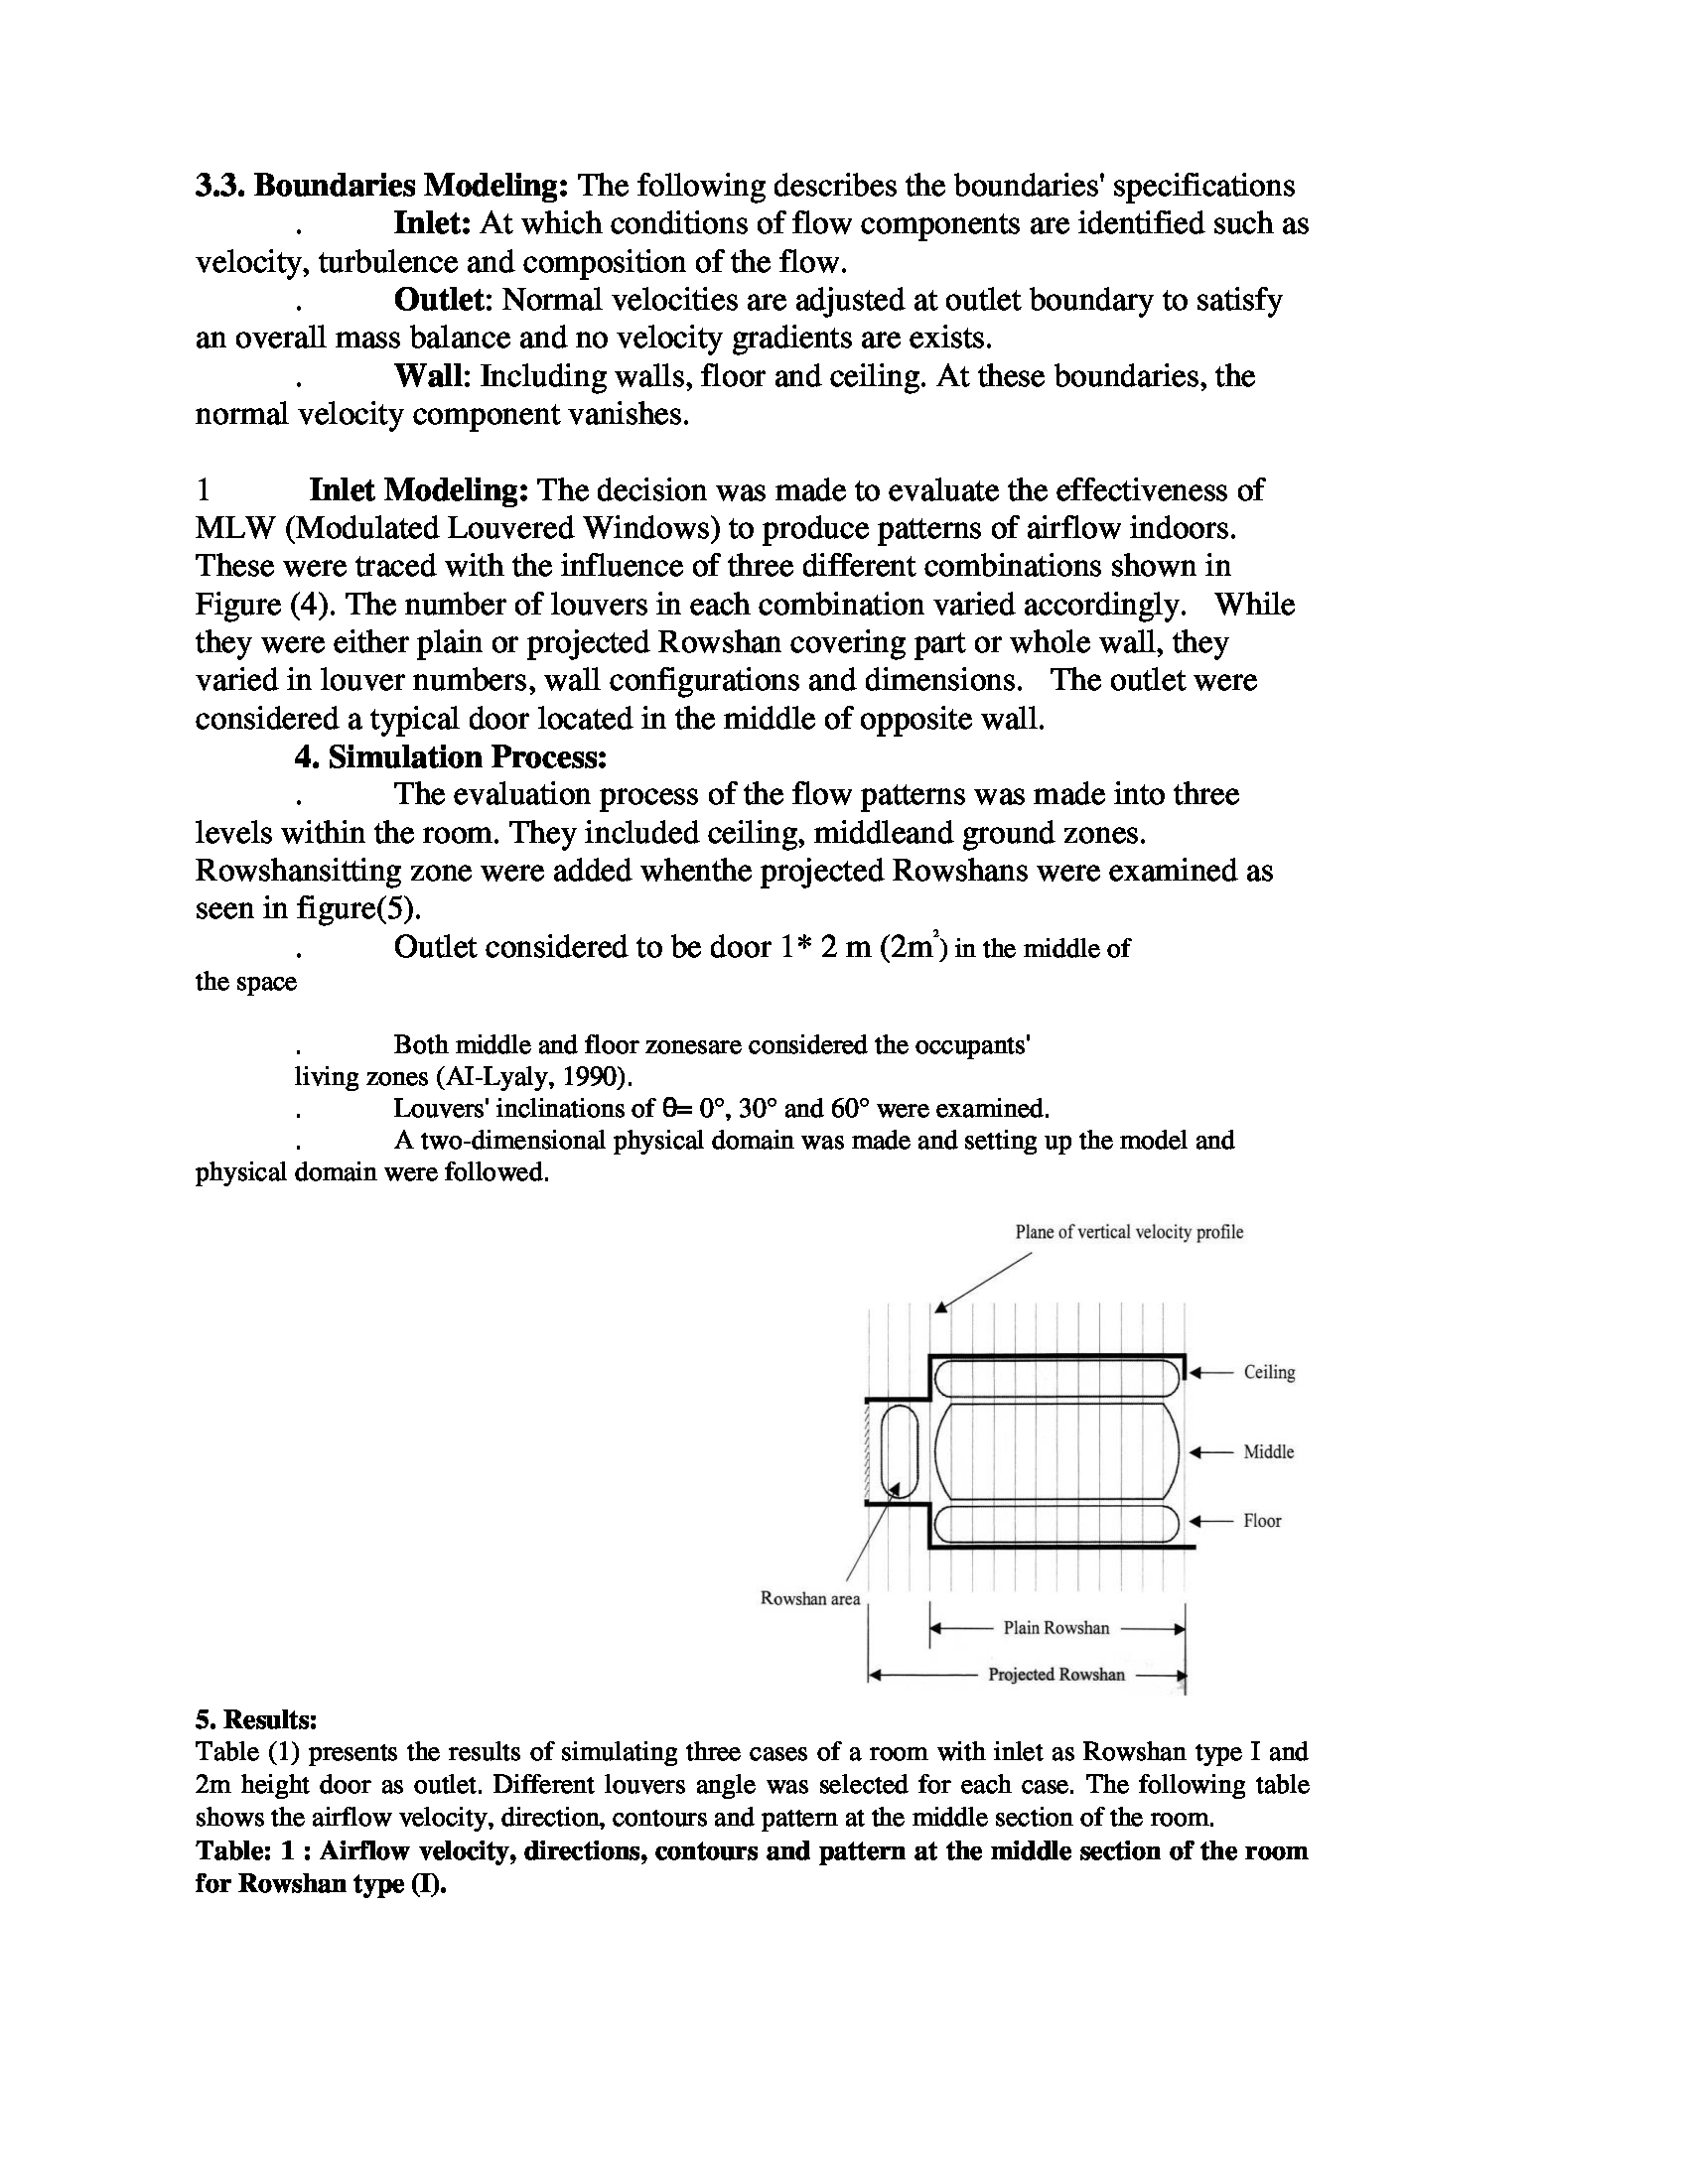 3.3. Boundaries Modeling: The following describes the boundaries' specifications
. Inlet: At which conditions of flow components are identified such as
velocity, turbulence and composition of the flow.
. Outlet: Normal velocities are adjusted at outlet boundary to satisfy
an overall mass balance and no velocity gradients are exists.
. Wall: Including walls, floor and ceiling. At these boundaries, the
normal velocity component vanishes.
1 Inlet Modeling: The decision was made to evaluate the effectiveness of
MLW (Modulated Louvered Windows) to produce patterns of airflow indoors.
These were traced with the influence of three different combinations shown in
Figure (4). The number of louvers in each combination varied accordingly. While
they were either plain or projected Rowshan covering part or whole wall, they
varied in louver numbers, wall configurations and dimensions. The outlet were
considered a typical door located in the middle of opposite wall.
4. Simulation Process:
. The evaluation process of the flow patterns was made into three
levels within the room. They included ceiling, middleand ground zones.
Rowshansitting zone were added whenthe projected Rowshans were examined as
seen in figure(5).
. Outlet considered to be door 1* 2 m (2m²) in the middle of
the space
. Both middle and floor zonesare considered the occupants'
living zones (AI-Lyaly, 1990).
. Louvers' inclinations of θ= 0°, 30° and 60° were examined.
. A two-dimensional physical domain was made and setting up the model and
physical domain were followed.
Plane of vertical velocity profile
Ceiling
Middle
Floor
Rowshan area
Plain Rowshan
Projected Rowshan
5. Results:
Table (1) presents the results of simulating three cases of a room with inlet as Rowshan type I and
2m height door as outlet. Different louvers angle was selected for each case. The following table
shows the airflow velocity, direction, contours and pattern at the middle section of the room.
Table: 1 : Airflow velocity, directions, contours and pattern at the middle section of the room
for Rowshan type (I).